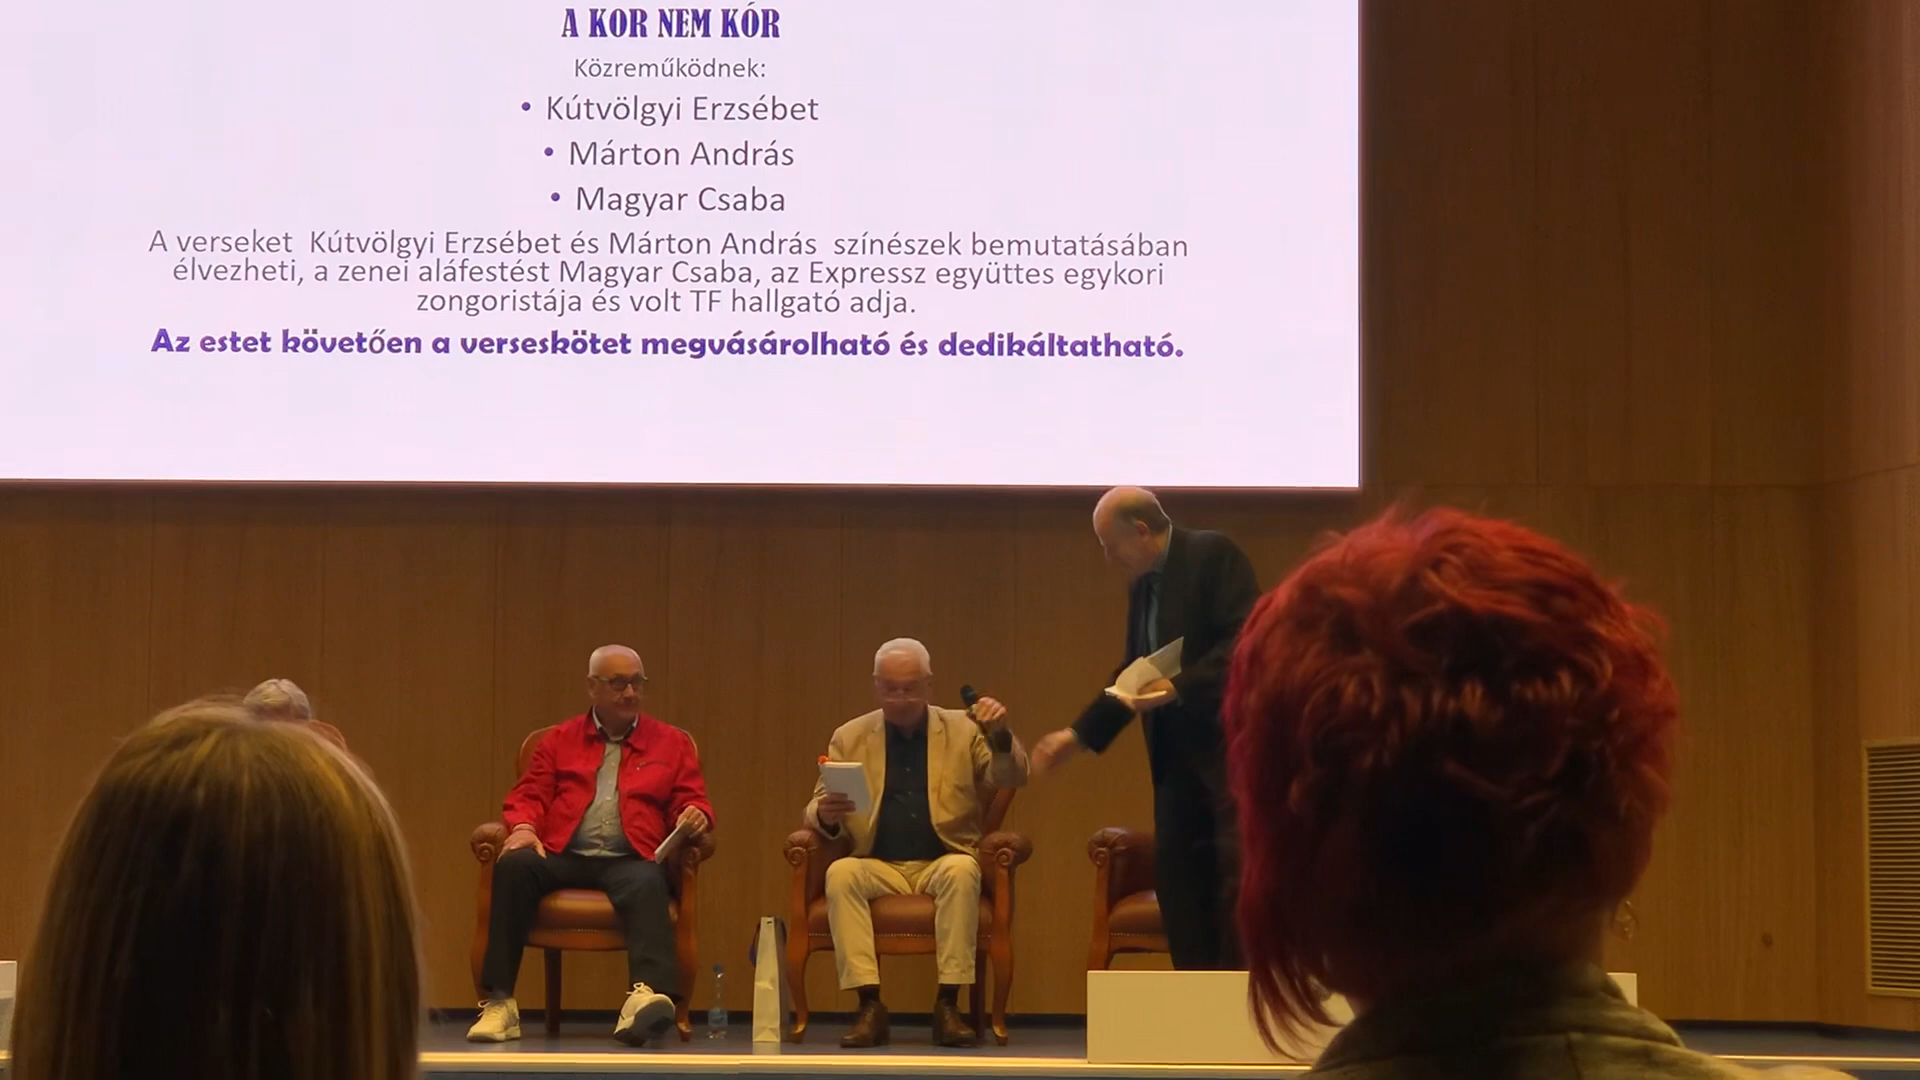 A KOR NEM KÓR
Közreműködnek:
• Kútvölgyi Erzsébet
• Márton András
• Magyar Csaba
A verseket Kútvölgyi Erzsébet és Márton András színészek bemutatásában
élvezheti, a zenei aláfestést Magyar Csaba, az Expressz együttes egykori
zongoristája és volt TF hallgató adja.
Az estet követően a verseskötet megvásárolható és dedikáltatható.